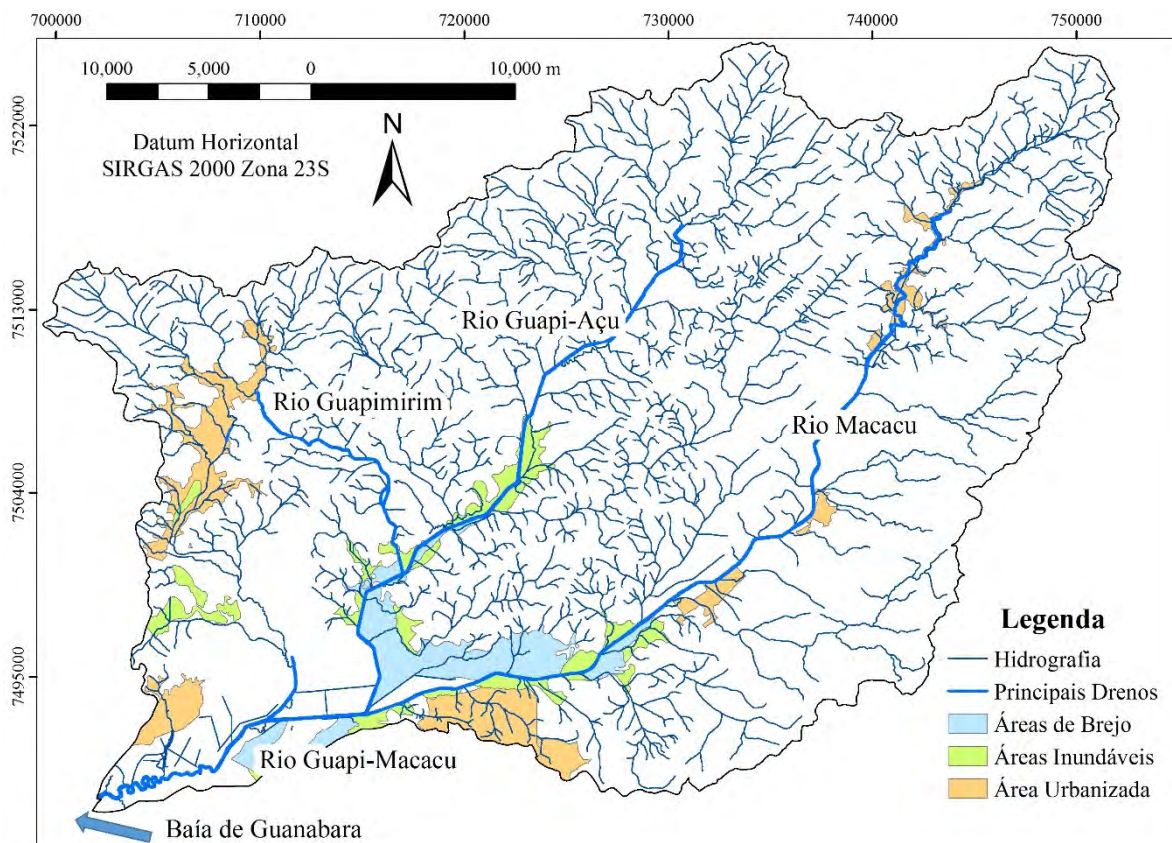 700000 710000 720000 730000 740000 750000
10,000 5,000 0 10,000 m
Datum Horizontal
SIRGAS 2000 Zona 23S
N
7522000
7513000
7504000
7495000
Rio Guapi-Açu
Rio Guapimirim
Rio Macacu
Rio Guapi-Macacu
Baía de Guanabara
Legenda
Hidrografia
Principais Drenos
Áreas de Brejo
Áreas Inundáveis
Área Urbanizada